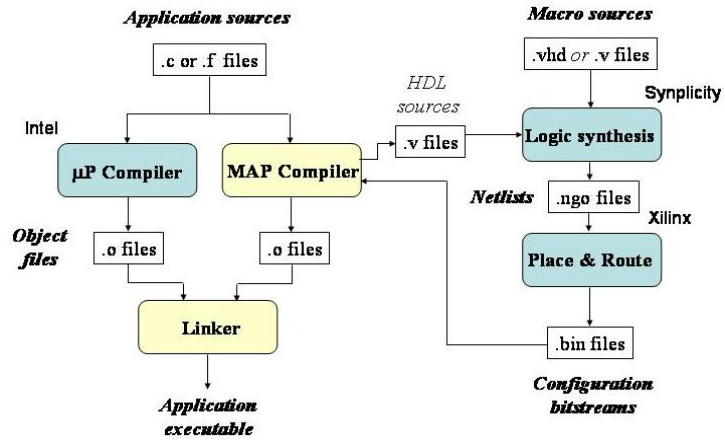 Application sources
Macro sources
.c or .f files
.vhd or .v files
HDL
sources
Synplicity
Intel
.v files
Logic synthesis
µP Compiler
MAP Compiler
Netlists
.ngo files
Xilinx
Object
files
.o files
.o files
Place & Route
Linker
.bin files
Application
executable
Configuration
bitstreams